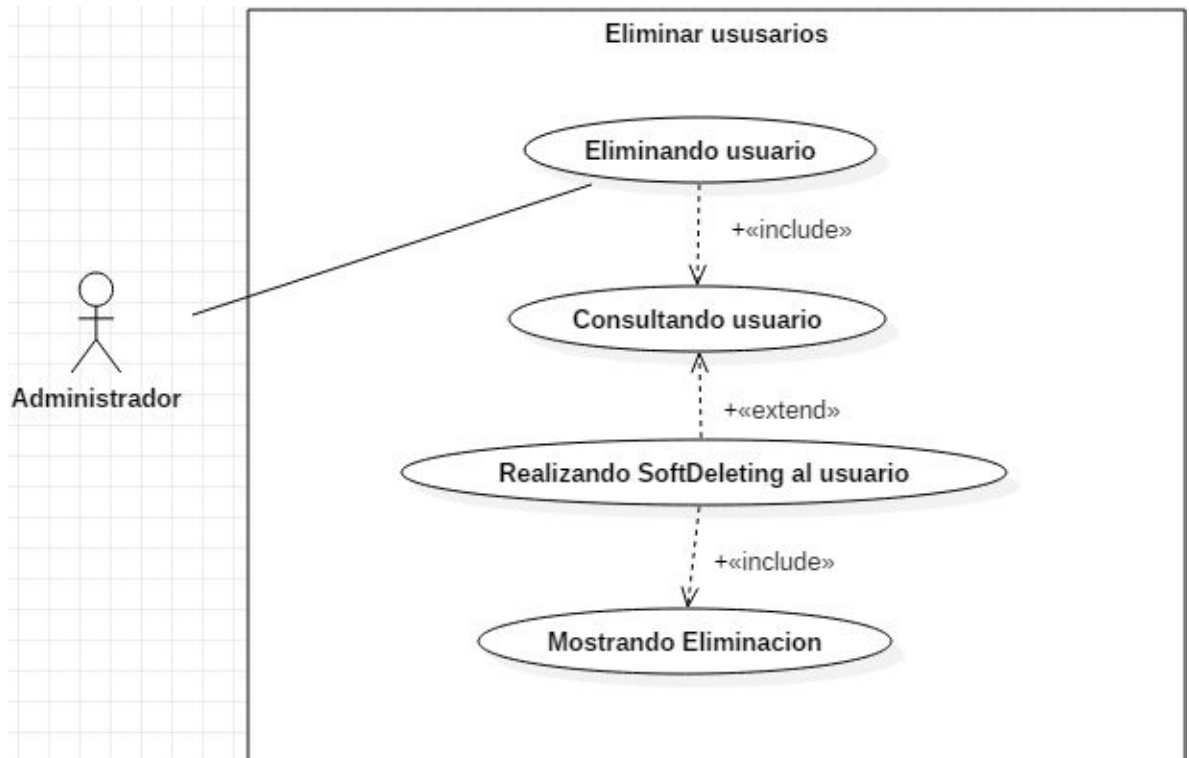 Eliminar ususarios
Eliminando usuario
+«include»
Consultando usuario
Administrador
+«extend»
Realizando SoftDeleting al usuario
+«include»
Mostrando Eliminacion